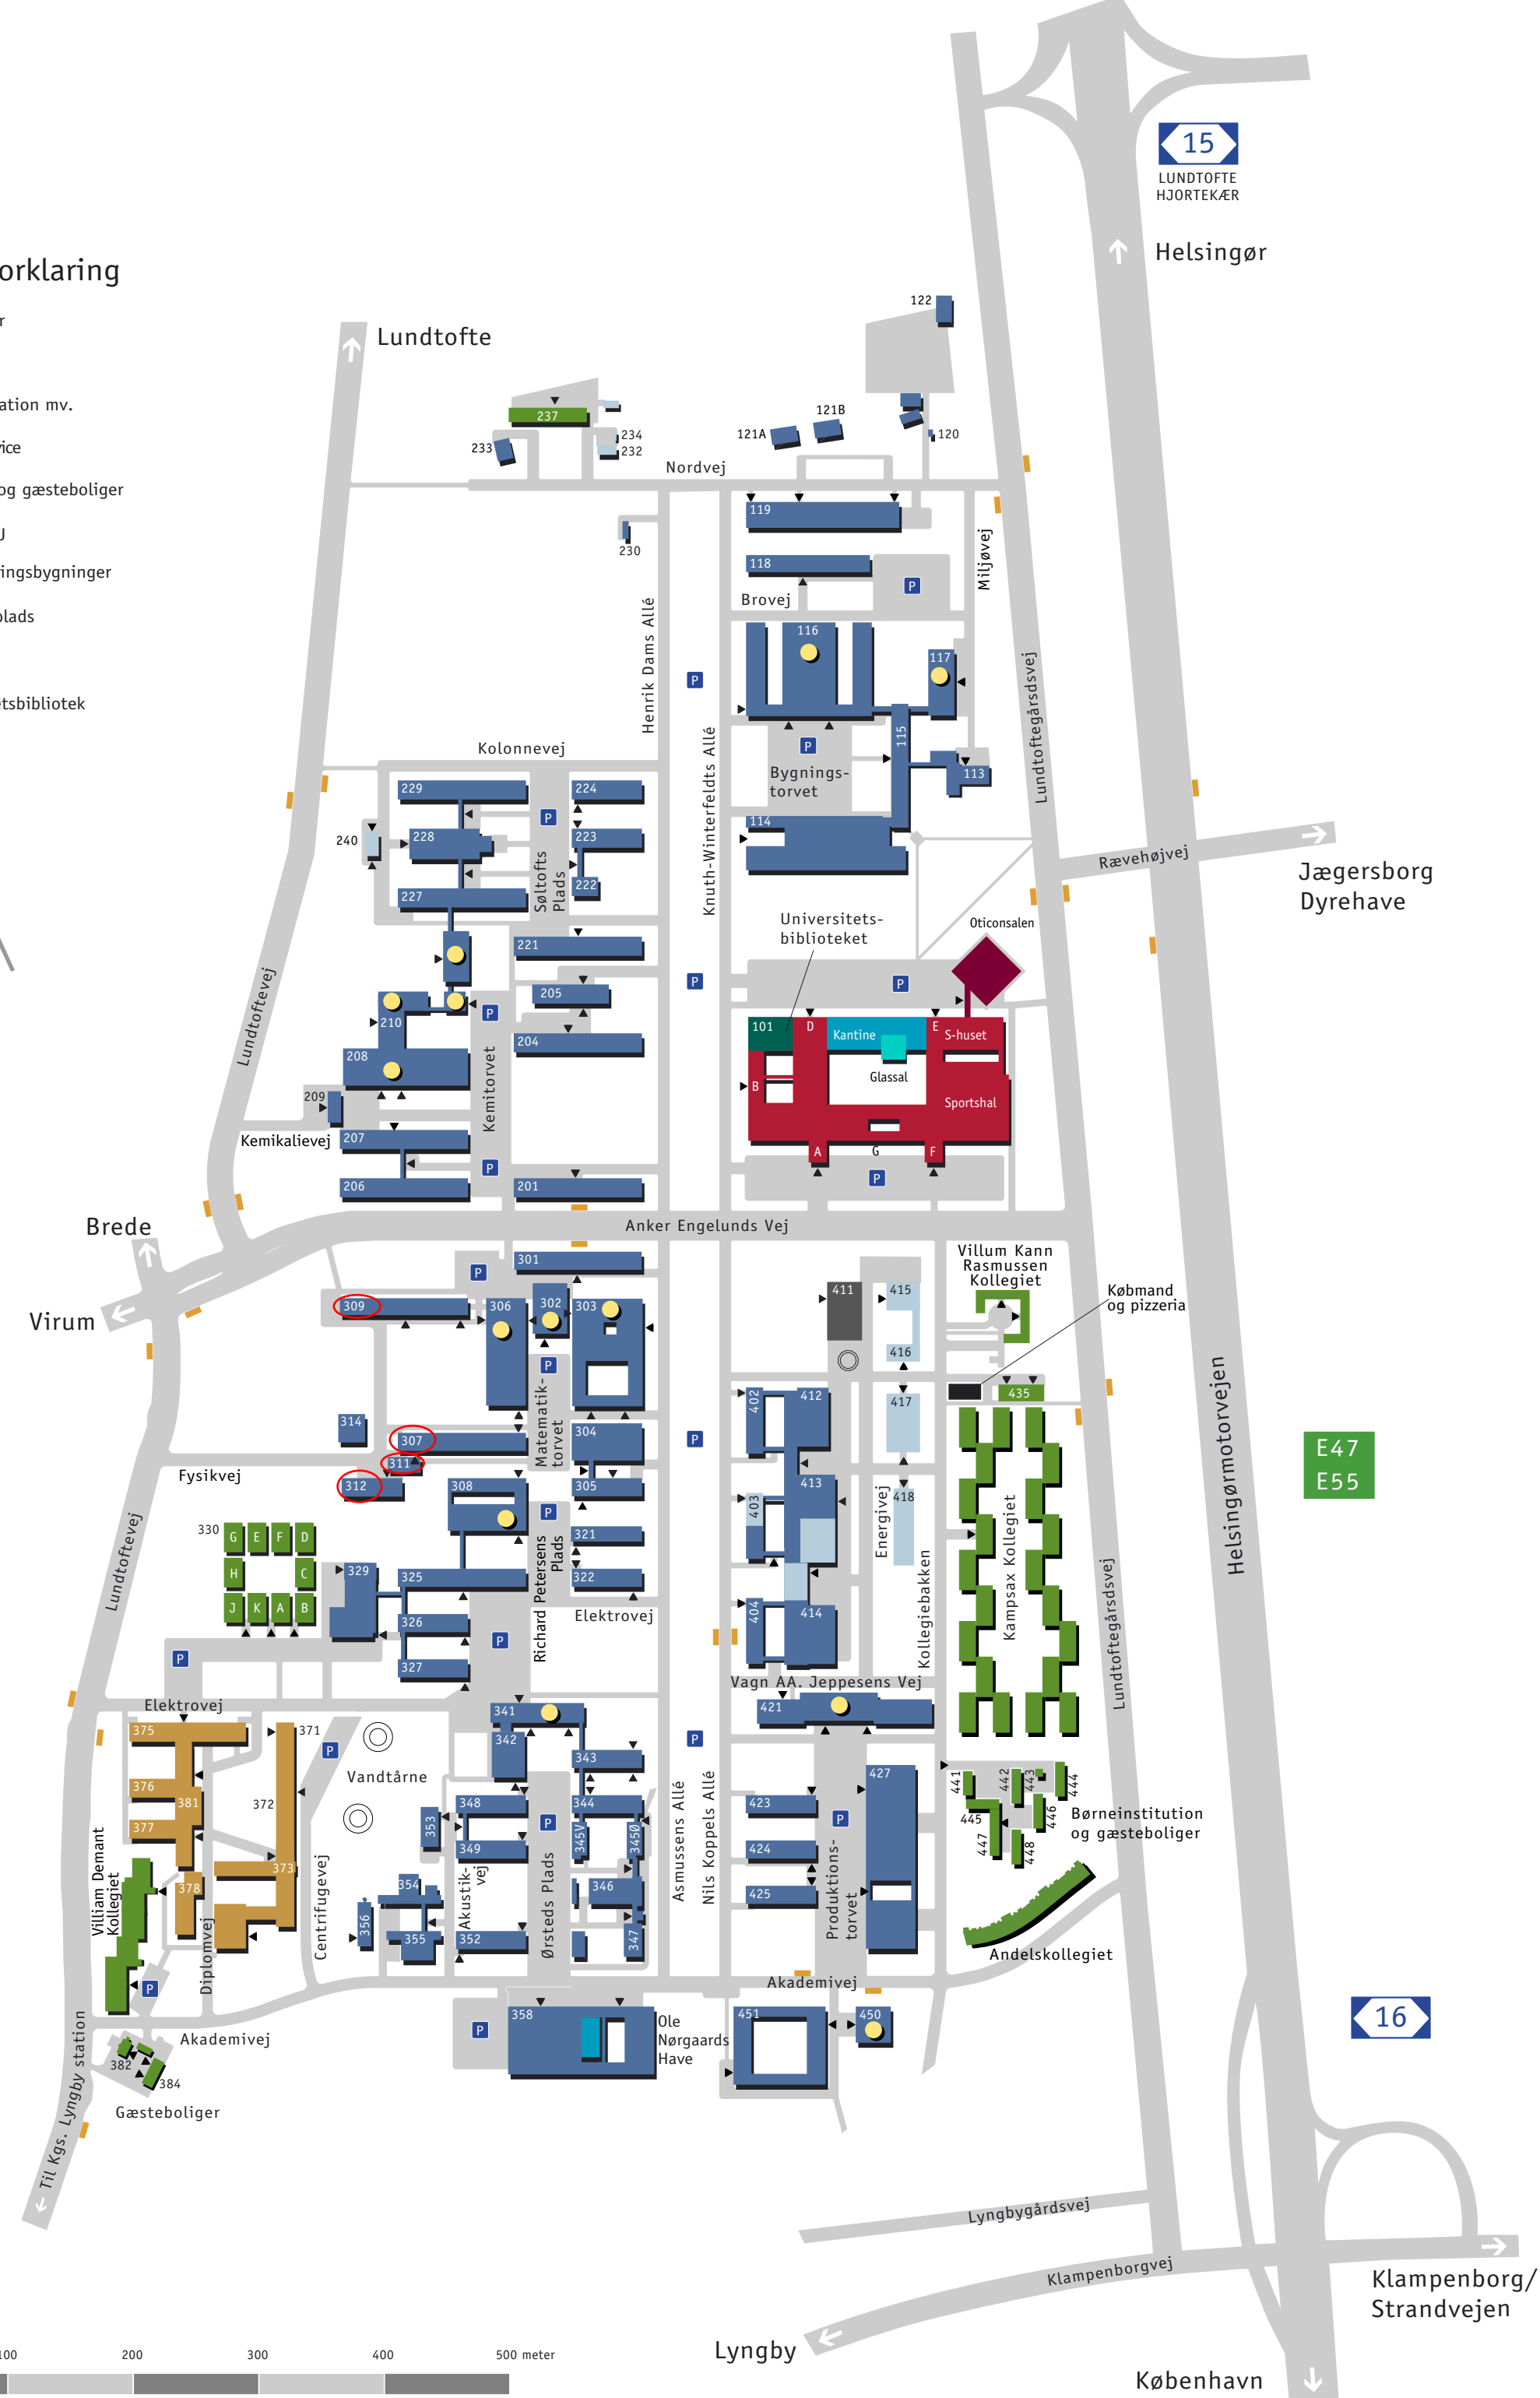 15
LUNDTOFTE
HJORTEKÆR
Helsingør
orklaring
r
ation mv.
vice
og gæsteboliger
J
ingsbygninger
plads
etsbibliotek
Lundtofte
122
237
234
232
233
121A
121B
120
Nordvej
119
230
118
P
Miljøvej
Brovej
Henrik Dams Allé
116
117
P
115
P
Bygnings-
torvet
113
Knuth-Winterfeldts Allé
Lundtoftegårdsvej
Kolonnevej
229
224
P
228
223
240
222
Søltofts
Plads
227
114
Rævehøjvej
Jægersborg
Dyrehave
Universitets-
biblioteket
Oticonsalen
221
P
P
205
210
P
204
208
101
D
Kantine
E
S-huset
Glassal
B
Sportshal
A
G
F
P
Lundtoftevej
209
Kemikalievej
207
Kemitorvet
P
206
201
Anker Engelunds Vej
Brede
Virum
301
P
309
306
302
303
P
Matematik-
torvet
411
415
416
Villum Kann
Rasmussen
Kollegiet
Købmand
og pizzeria
435
402
412
417
314
307
304
P
311
312
308
305
Fysikvej
413
403
418
Energivej
Kampsax Kollegiet
Helsingørmotorvejen
E47
E55
P
Richard Petersens
Plads
321
322
Elektrovej
330
G
E
F
D
H
C
J
K
A
B
329
325
326
327
P
P
Lundtoftevej
404
414
Kollegiebakken
Lundtoftegårdsvej
Vagn AA. Jeppesens Vej
421
Elektrovej
375
371
P
376
381
372
377
373
378
Vandtårne
341
342
343
P
348
344
353
349
345V
345Ø
P
354
346
356
355
352
347
Akustik-
vej
Ørsteds Plads
Asmussens Allé
Nils Koppels Allé
423
424
425
P
427
Produktions-
torvet
441
442
443
444
445
446
447
448
Børneinstitution
og gæsteboliger
Andelskollegiet
Villiam Demant
Kollegiet
Diplomvej
Centrifugevej
P
Akademivej
Akademivej
358
P
Ole
Nørgaards
Have
451
450
16
382
384
Gæsteboliger
Til Kgs. Lyngby station
Lyngbygårdsvej
Klampenborgvej
Klampenborg/
Strandvejen
Lyngby
København
100
200
300
400
500 meter